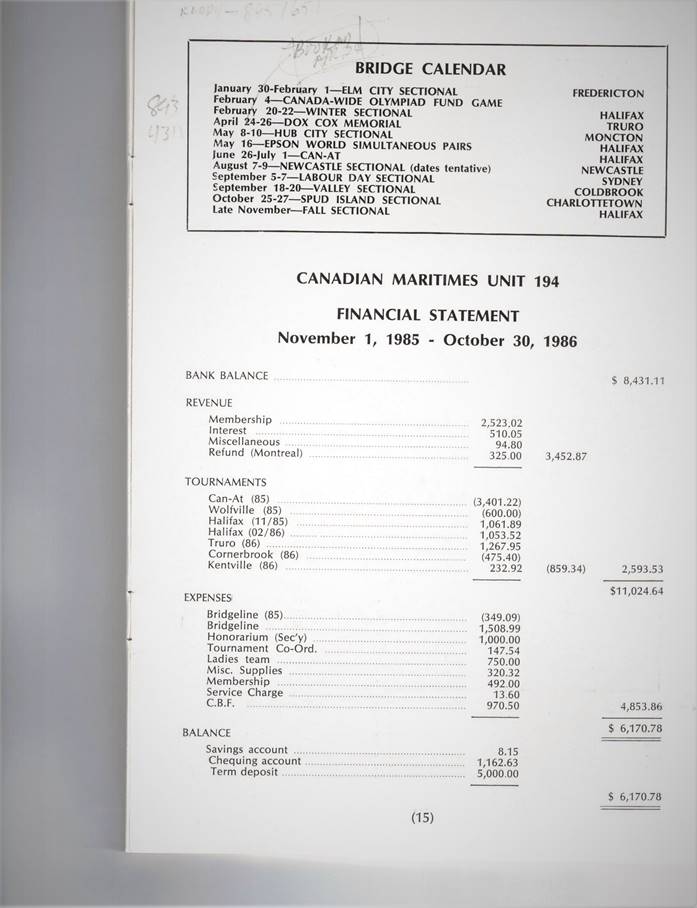 BRIDGE CALENDAR
January 30-February 1—ELM CITY SECTIONAL FREDERICTON
February 4—CANADA-WIDE OLYMPIAD FUND GAME
February 20-22—WINTER SECTIONAL HALIFAX
April 24-26—DOX COX MEMORIAL TRURO
May 8-10—HUB CITY SECTIONAL MONCTON
May 16—EPSON WORLD SIMULTANEOUS PAIRS HALIFAX
June 26-July 1—CAN-AT HALIFAX
August 7-9—NEWCASTLE SECTIONAL (dates tentative) NEWCASTLE
September 5-7—LABOUR DAY SECTIONAL SYDNEY
September 18-20—VALLEY SECTIONAL COLDBROOK
October 25-27—SPUD ISLAND SECTIONAL CHARLOTTETOWN
Late November—FALL SECTIONAL HALIFAX
CANADIAN MARITIMES UNIT 194
FINANCIAL STATEMENT
November 1, 1985 - October 30, 1986
BANK BALANCE $ 8,431.11
REVENUE
Membership 2,523.02
Interest 510.05
Miscellaneous 94.80
Refund (Montreal) 325.00 3,452.87
TOURNAMENTS
Can-At (85) (3,401.22)
Wolfville (85) (600.00)
Halifax (11/85) 1,061.89
Halifax (02/86) 1,053.52
Truro (86) 1,267.95
Cornerbrook (86) (475.40)
Kentville (86) 232.92 (859.34) 2,593.53
$11,024.64
EXPENSES
Bridgeline (85) (349.09)
Bridgeline 1,508.99
Honorarium (Sec'y) 1,000.00
Tournament Co-Ord. 147.54
Ladies team 750.00
Misc. Supplies 320.32
Membership 492.00
Service Charge 13.60
C.B.F. 970.50 4,853.86
$ 6,170.78
BALANCE
Savings account 8.15
Chequing account 1,162.63
Term deposit 5,000.00
$ 6,170.78
(15)